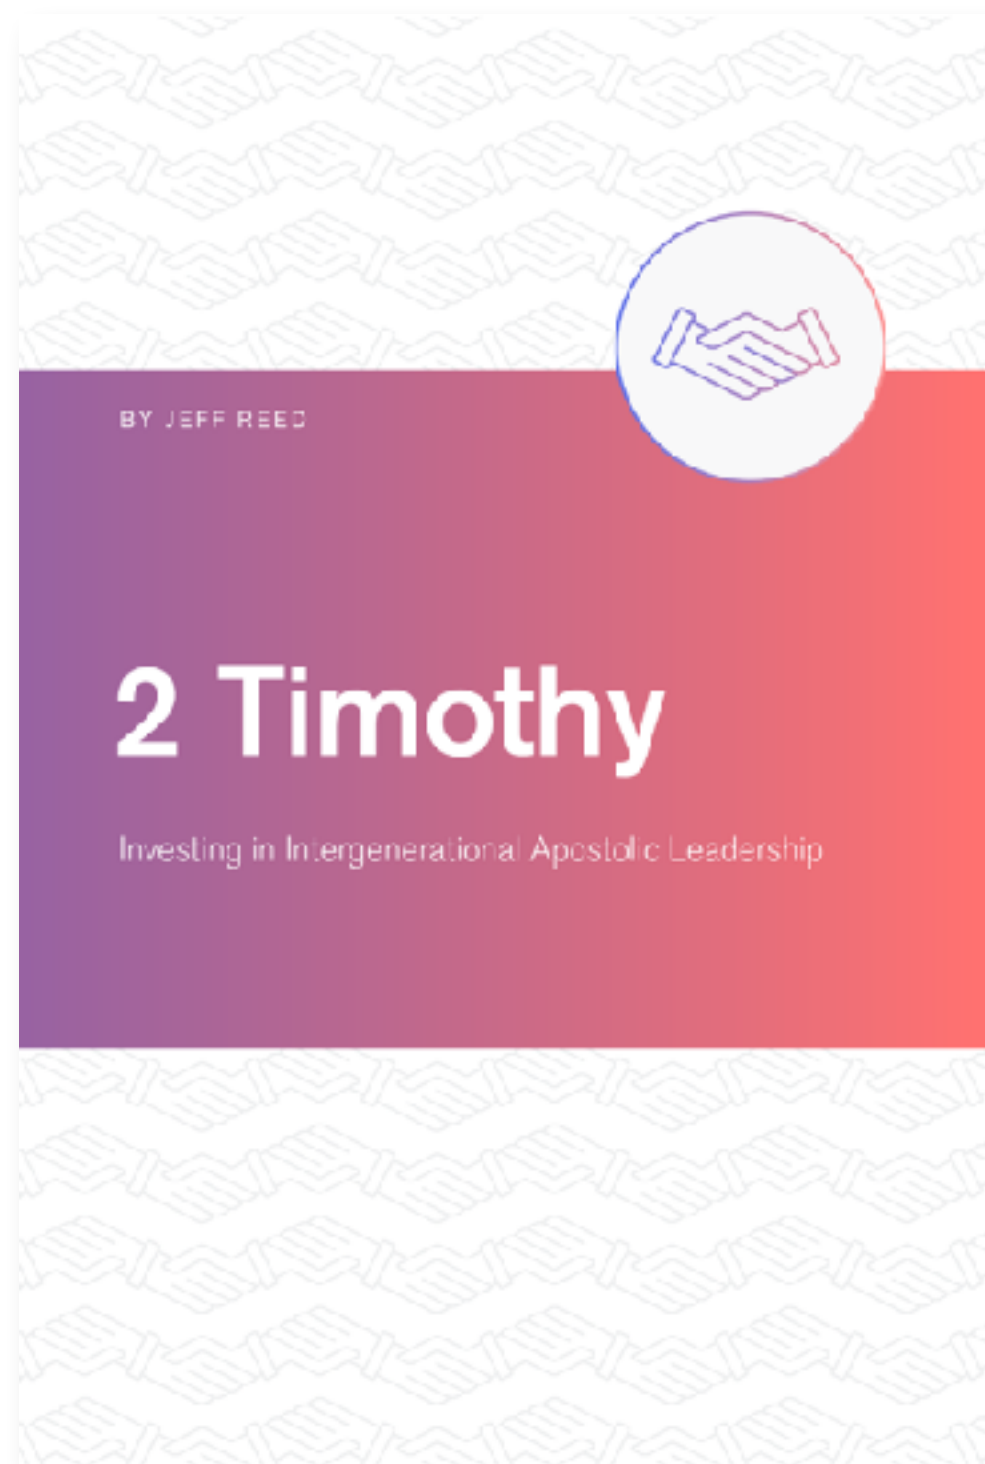 BY JEFF REED
2 Timothy
Investing in Intergenerational Apostolic Leadership